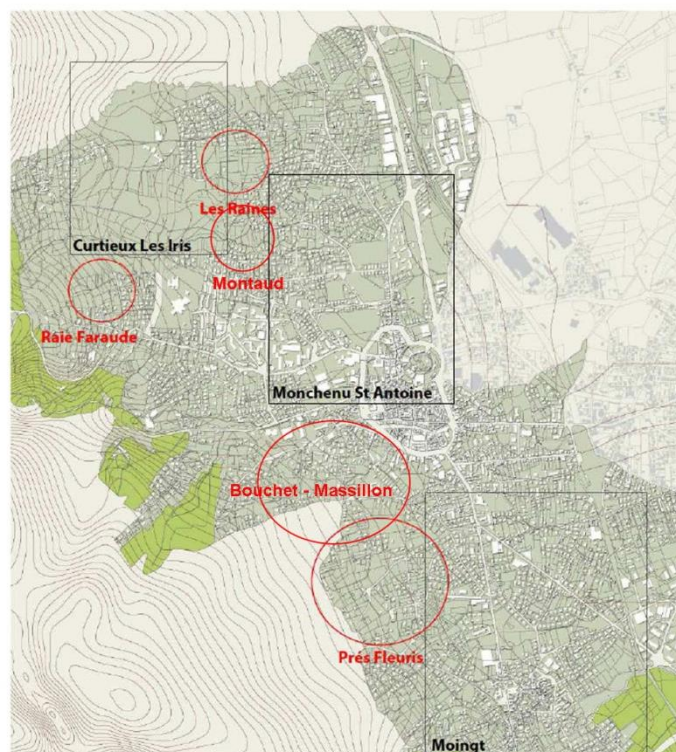 Les Raines
Curtieux Les Iris
Montaud
Raie Faraude
Monchenu St Antoine
Bouchet - Massillon
Prés Fleuris
Moingt